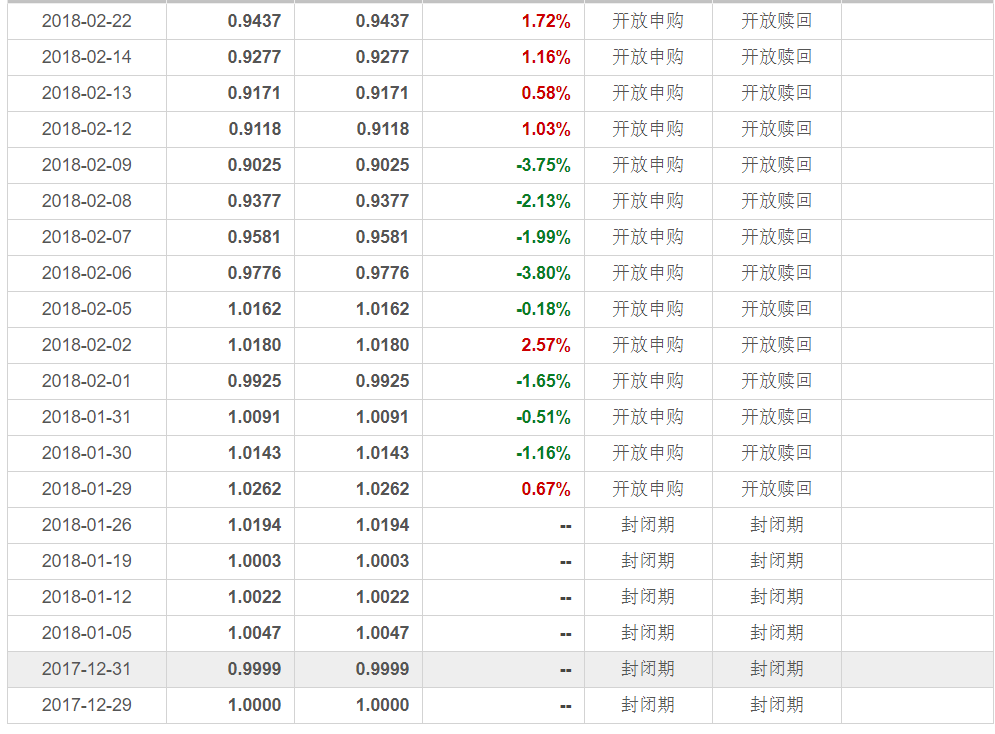 2018-02-22 0.9437 0.9437 1.72% 开放申购 开放赎回
2018-02-14 0.9277 0.9277 1.16% 开放申购 开放赎回
2018-02-13 0.9171 0.9171 0.58% 开放申购 开放赎回
2018-02-12 0.9118 0.9118 1.03% 开放申购 开放赎回
2018-02-09 0.9025 0.9025 -3.75% 开放申购 开放赎回
2018-02-08 0.9377 0.9377 -2.13% 开放申购 开放赎回
2018-02-07 0.9581 0.9581 -1.99% 开放申购 开放赎回
2018-02-06 0.9776 0.9776 -3.80% 开放申购 开放赎回
2018-02-05 1.0162 1.0162 -0.18% 开放申购 开放赎回
2018-02-02 1.0180 1.0180 2.57% 开放申购 开放赎回
2018-02-01 0.9925 0.9925 -1.65% 开放申购 开放赎回
2018-01-31 1.0091 1.0091 -0.51% 开放申购 开放赎回
2018-01-30 1.0143 1.0143 -1.16% 开放申购 开放赎回
2018-01-29 1.0262 1.0262 0.67% 开放申购 开放赎回
2018-01-26 1.0194 1.0194 -- 封闭期 封闭期
2018-01-19 1.0003 1.0003 -- 封闭期 封闭期
2018-01-12 1.0022 1.0022 -- 封闭期 封闭期
2018-01-05 1.0047 1.0047 -- 封闭期 封闭期
2017-12-31 0.9999 0.9999 -- 封闭期 封闭期
2017-12-29 1.0000 1.0000 -- 封闭期 封闭期